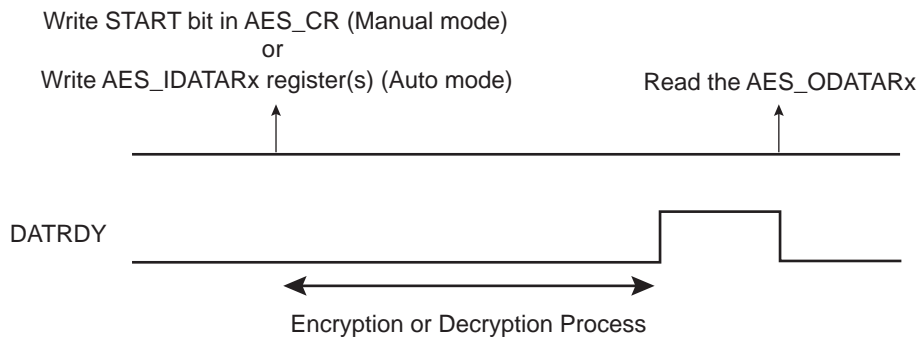 Write START bit in AES_CR (Manual mode)
or
Write AES_IDATARx register(s) (Auto mode)
Read the AES_ODATARx
DATRDY
Encryption or Decryption Process